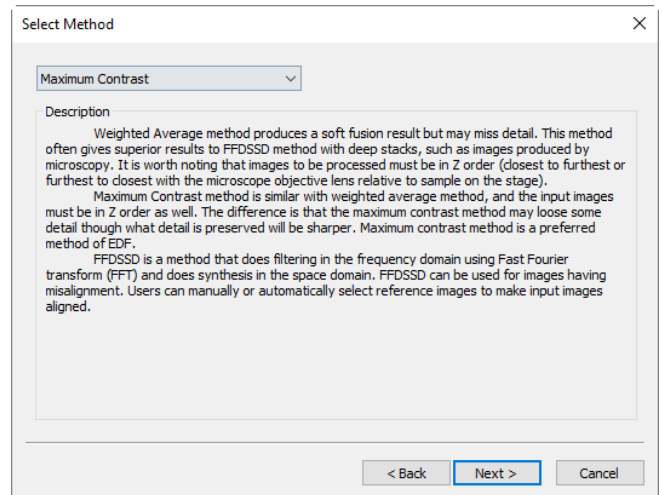 Select Method
Maximum Contrast
Description
Weighted Average method produces a soft fusion result but may miss detail. This method
often gives superior results to FFDSSD method with deep stacks, such as images produced by
microscopy. It is worth noting that images to be processed must be in Z order (closest to furthest or
furthest to closest with the microscope objective lens relative to sample on the stage).
Maximum Contrast method is similar with weighted average method, and the input images
must be in Z order as well. The difference is that the maximum contrast method may loose some
detail though what detail is preserved will be sharper. Maximum contrast method is a preferred
method of EDF.
FFDSSD is a method that does filtering in the frequency domain using Fast Fourier
transform (FFT) and does synthesis in the space domain. FFDSSD can be used for images having
misalignment. Users can manually or automatically select reference images to make input images
aligned.
< Back Next > Cancel